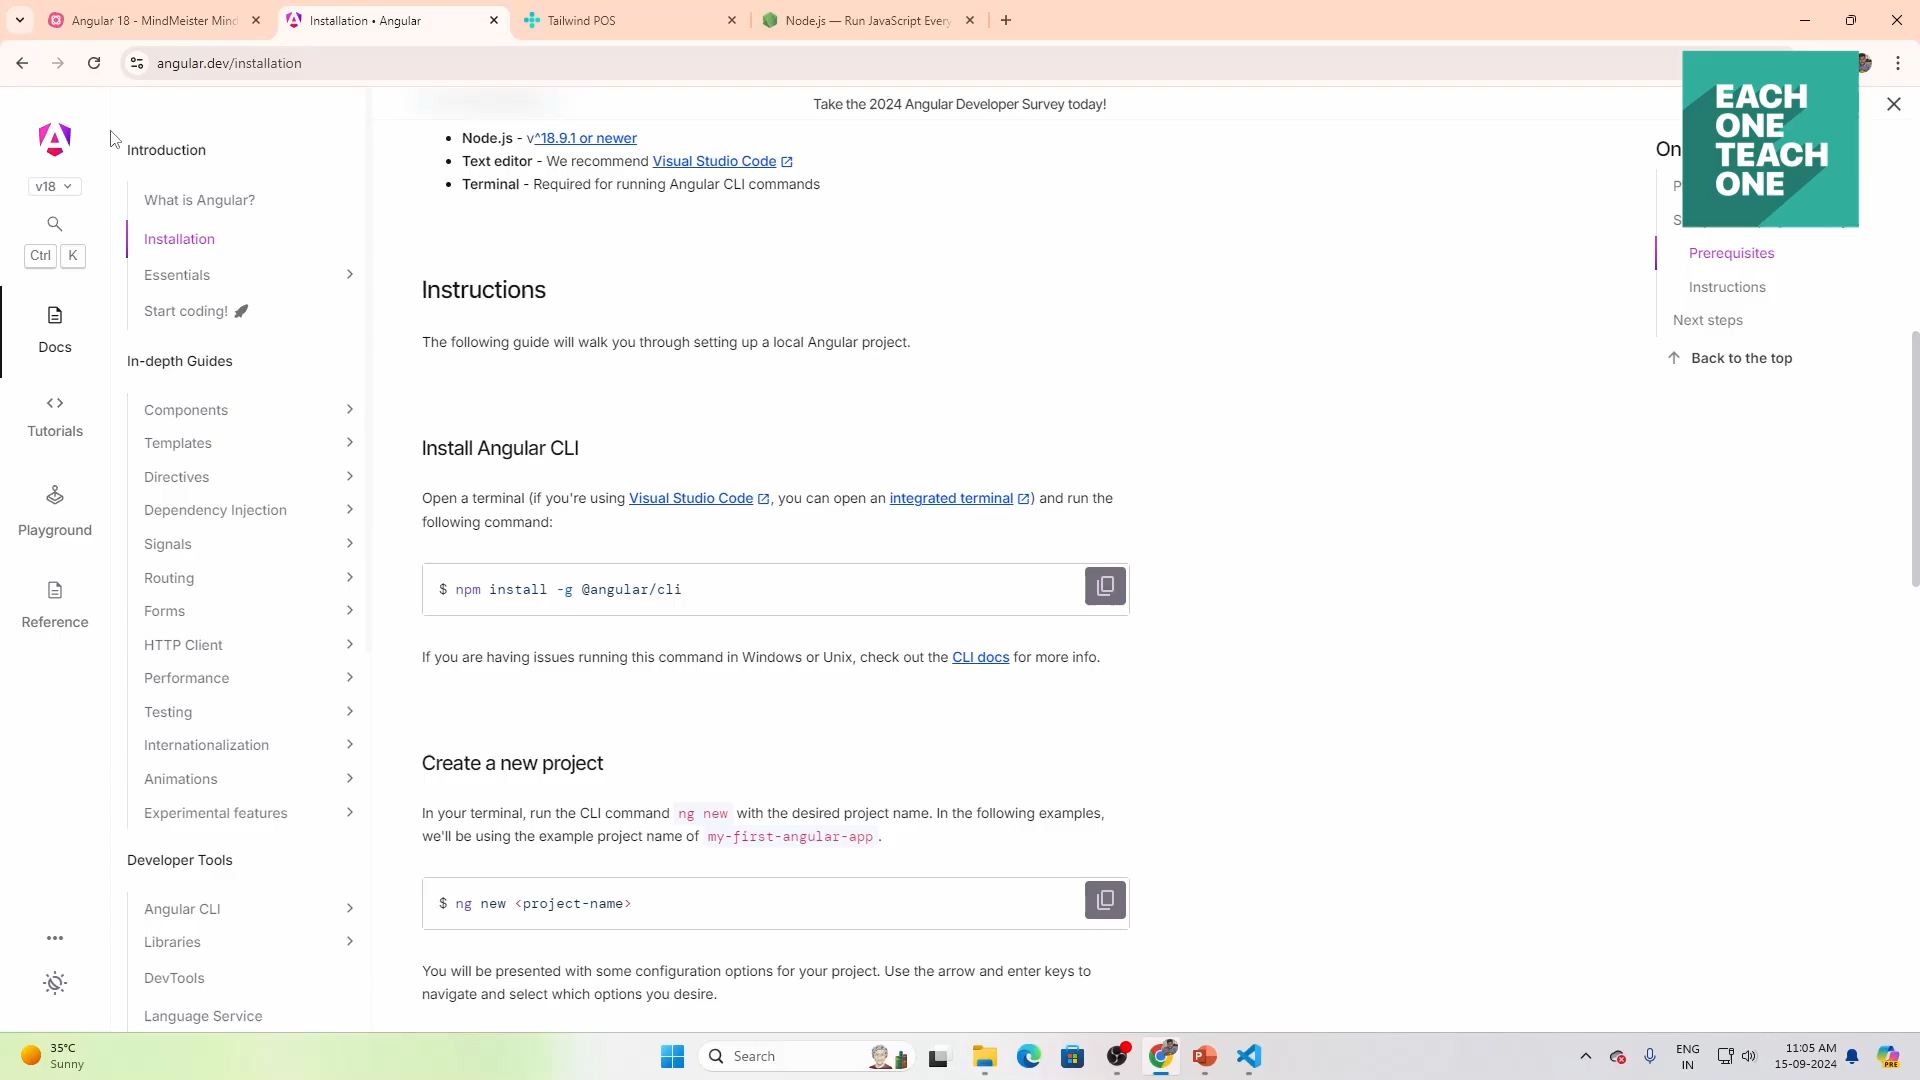 Angular 18 - MindMeister Mind
Installation • Angular
Tailwind POS
Node.js — Run JavaScript Every
angular.dev/installation
Take the 2024 Angular Developer Survey today!
EACH
ONE
TEACH
ONE
v18
Ctrl K
Docs
Tutorials
Playground
Reference
Introduction
What is Angular?
Installation
Essentials
Start coding!
In-depth Guides
Components
Templates
Directives
Dependency Injection
Signals
Routing
Forms
HTTP Client
Performance
Testing
Internationalization
Animations
Experimental features
Developer Tools
Angular CLI
Libraries
DevTools
Language Service
Node.js - v^18.9.1 or newer
Text editor - We recommend Visual Studio Code
Terminal - Required for running Angular CLI commands
Instructions
The following guide will walk you through setting up a local Angular project.
Install Angular CLI
Open a terminal (if you're using Visual Studio Code, you can open an integrated terminal) and run the
following command:
$ npm install -g @angular/cli
If you are having issues running this command in Windows or Unix, check out the CLI docs for more info.
Create a new project
In your terminal, run the CLI command ng new with the desired project name. In the following examples,
we'll be using the example project name of my-first-angular-app.
$ ng new <project-name>
You will be presented with some configuration options for your project. Use the arrow and enter keys to
navigate and select which options you desire.
On
P
S
Prerequisites
Instructions
Next steps
Back to the top
35°C
Sunny
Search
ENG
IN
11:05 AM
15-09-2024
PRE